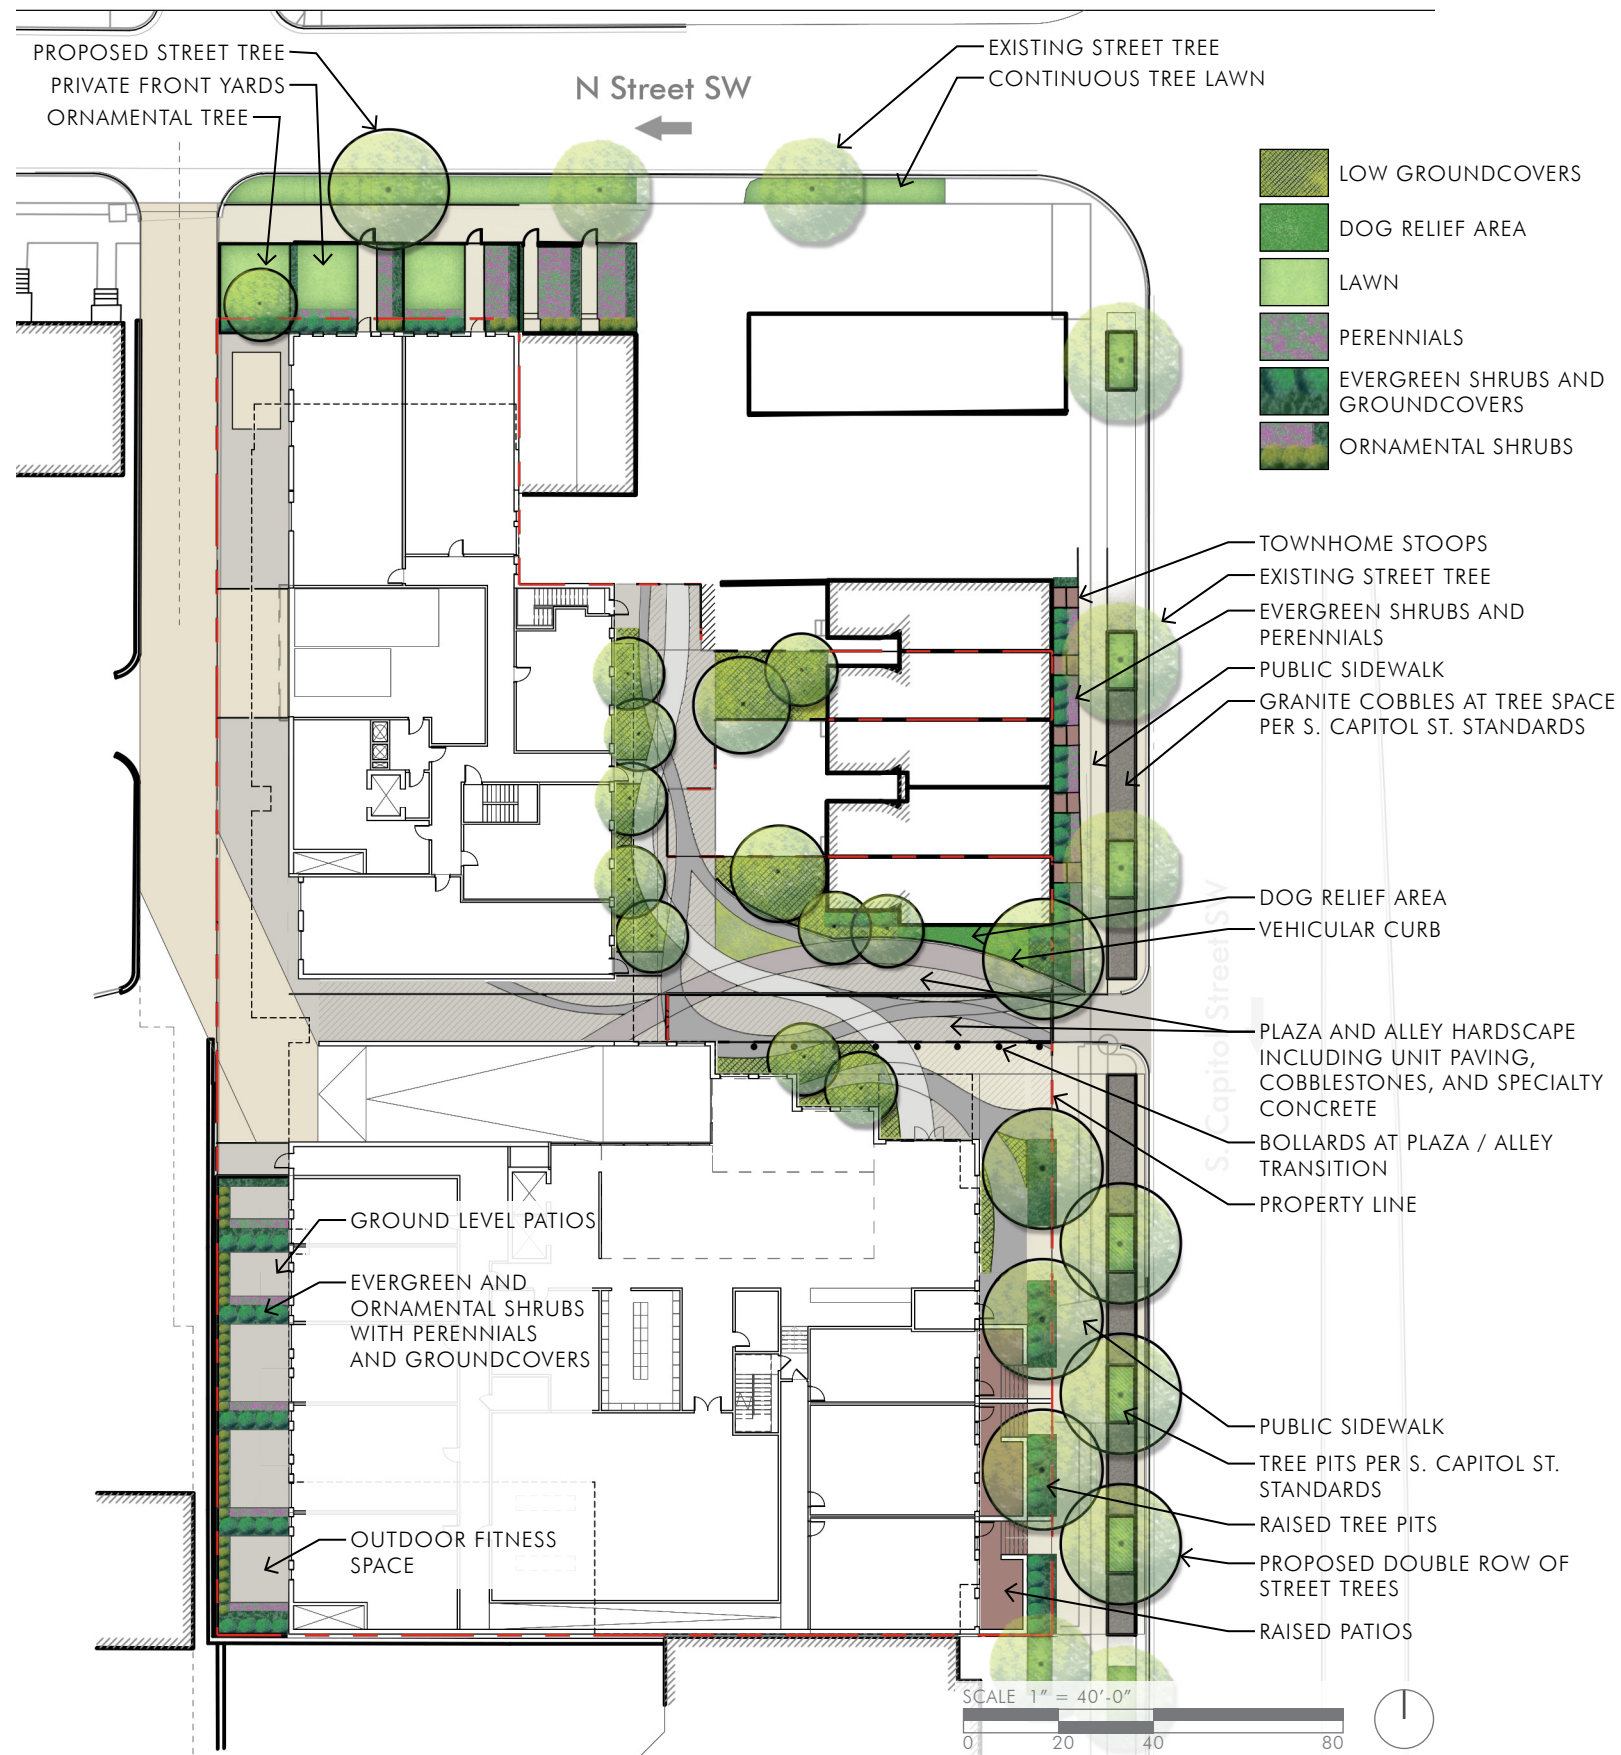 PROPOSED STREET TREE
PRIVATE FRONT YARDS
ORNAMENTAL TREE
N Street SW
EXISTING STREET TREE
CONTINUOUS TREE LAWN
LOW GROUNDCOVERS
DOG RELIEF AREA
LAWN
PERENNIALS
EVERGREEN SHRUBS AND
GROUNDCOVERS
ORNAMENTAL SHRUBS
TOWNHOME STOOPS
EXISTING STREET TREE
EVERGREEN SHRUBS AND
PERENNIALS
PUBLIC SIDEWALK
GRANITE COBBLES AT TREE SPACE
PER S. CAPITOL ST. STANDARDS
DOG RELIEF AREA
VEHICULAR CURB
S. Capitol Street SW
PLAZA AND ALLEY HARDSCAPE
INCLUDING UNIT PAVING,
COBBLESTONES, AND SPECIALTY
CONCRETE
BOLLARDS AT PLAZA / ALLEY
TRANSITION
PROPERTY LINE
GROUND LEVEL PATIOS
EVERGREEN AND
ORNAMENTAL SHRUBS
WITH PERENNIALS
AND GROUNDCOVERS
OUTDOOR FITNESS
SPACE
PUBLIC SIDEWALK
TREE PITS PER S. CAPITOL ST.
STANDARDS
RAISED TREE PITS
PROPOSED DOUBLE ROW OF
STREET TREES
RAISED PATIOS
SCALE 1" = 40'-0"
0 20 40 80